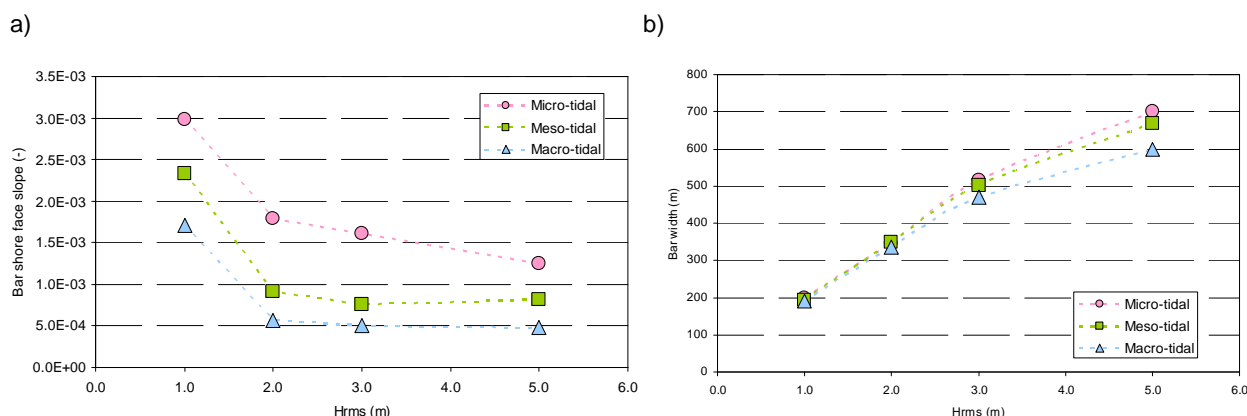 a)
3.5E-03
3.0E-03
2.5E-03
2.0E-03
1.5E-03
1.0E-03
5.0E-04
0.0E+00
0.0 1.0 2.0 3.0 4.0 5.0 6.0
Hrms (m)
Bar shore face slope (-)
Micro-tidal
Meso-tidal
Macro-tidal
b)
800
700
600
500
400
300
200
100
0
0.0 1.0 2.0 3.0 4.0 5.0 6.0
Hrms (m)
Bar width (m)
Micro-tidal
Meso-tidal
Macro-tidal